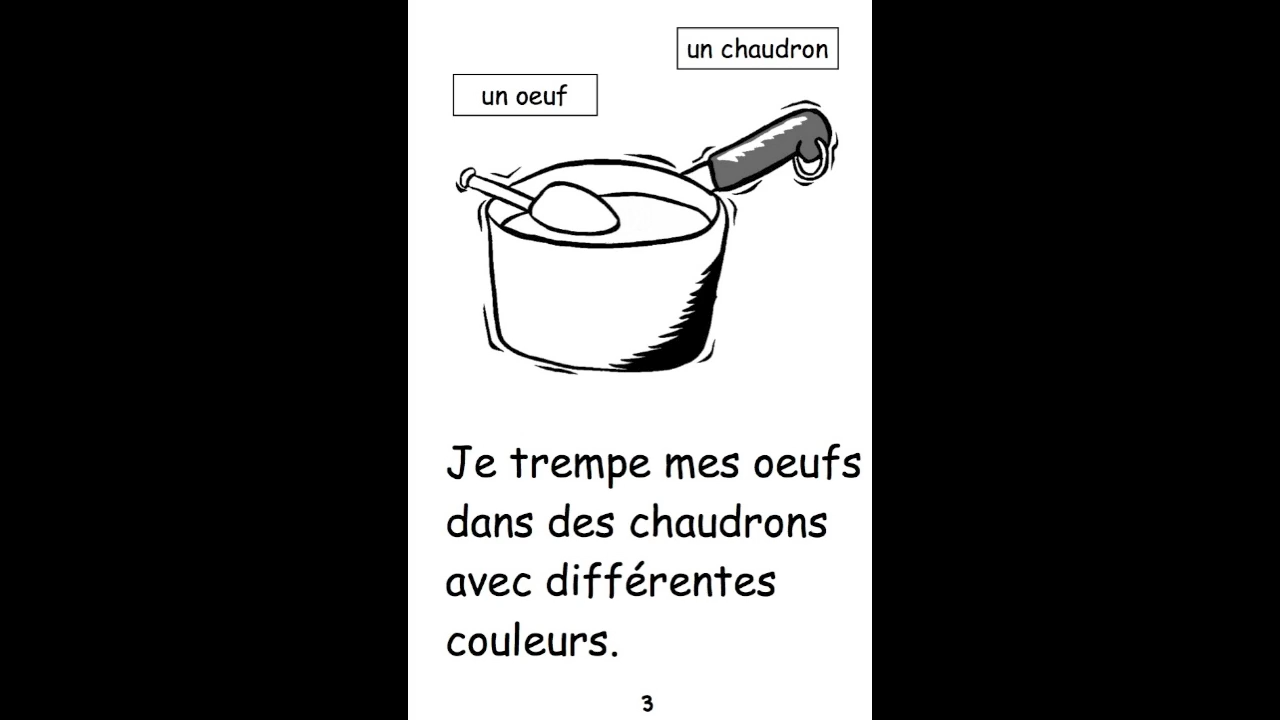 un chaudron
un oeuf
Je trempe mes oeufs
dans des chaudrons
avec différentes
couleurs.
3